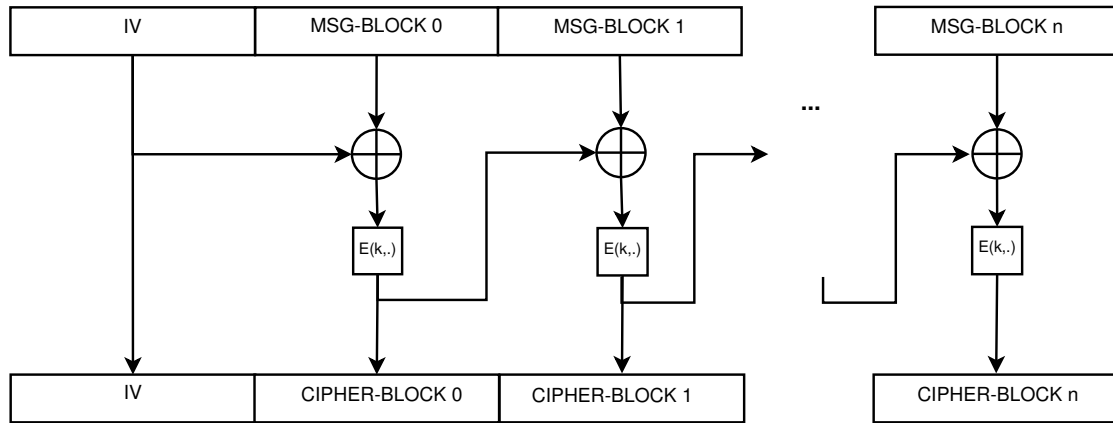 IV MSG-BLOCK 0 MSG-BLOCK 1 MSG-BLOCK n
...
E(k,.) E(k,.) E(k,.)
IV CIPHER-BLOCK 0 CIPHER-BLOCK 1 CIPHER-BLOCK n